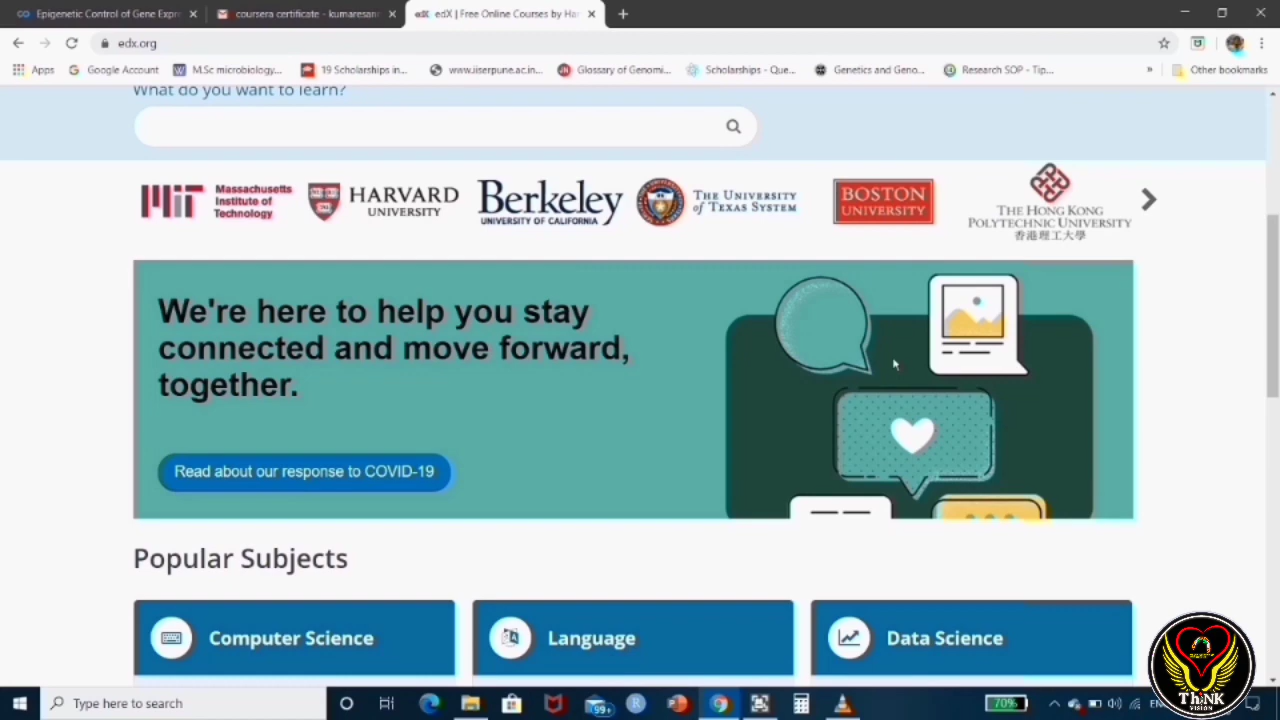 Epigenetic Control of Gene Expr
coursera certificate - kumaresan
edX | Free Online Courses by Har
edx.org
Apps
Google Account
M.Sc microbiology...
19 Scholarships in...
www.iiserpune.ac.in...
Glossary of Genomi...
Scholarships - Que...
Genetics and Geno...
Research SOP - Tip...
Other bookmarks
What do you want to learn?
Massachusetts
Institute of
Technology
HARVARD
UNIVERSITY
Berkeley
UNIVERSITY OF CALIFORNIA
THE UNIVERSITY
of TEXAS SYSTEM
BOSTON
UNIVERSITY
THE HONG KONG
POLYTECHNIC UNIVERSITY
香港理工大學
We're here to help you stay
connected and move forward,
together.
Read about our response to COVID-19
Popular Subjects
Computer Science
Language
Data Science
Type here to search
99+
70%
EN
ThiNK
VISION